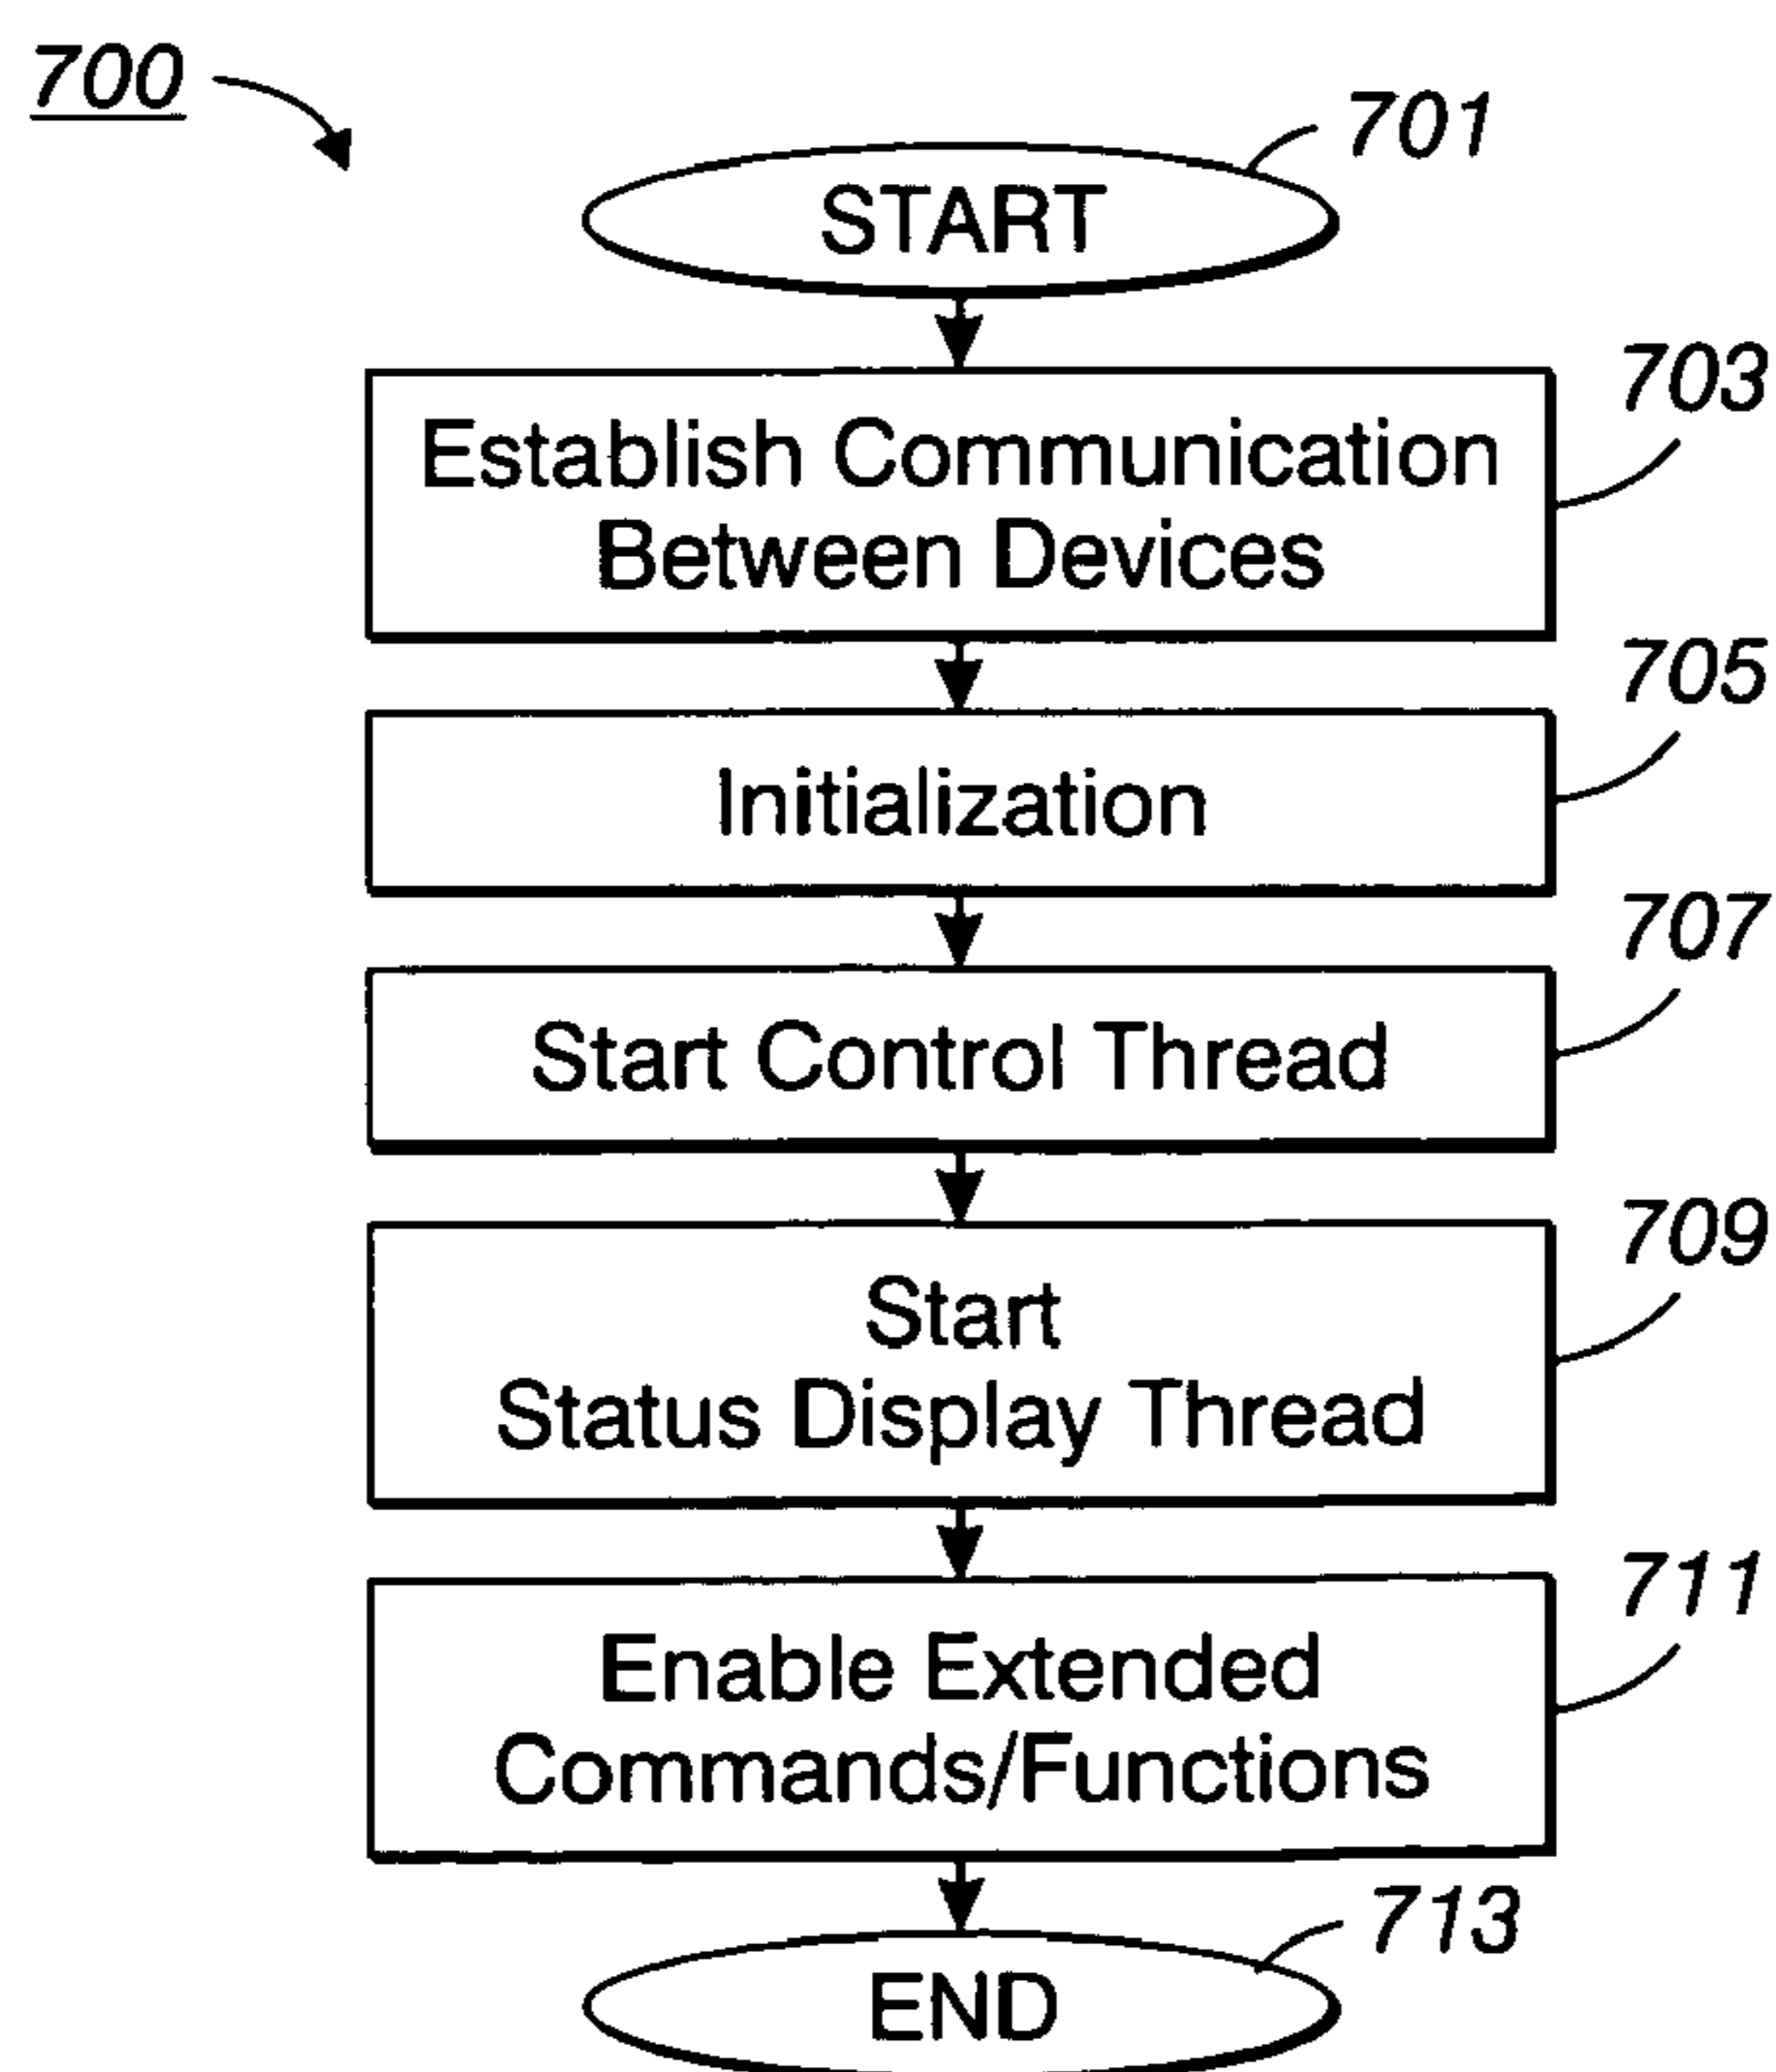 700
701
START
703
Establish Communication
Between Devices
705
Initialization
707
Start Control Thread
709
Start
Status Display Thread
711
Enable Extended
Commands/Functions
713
END